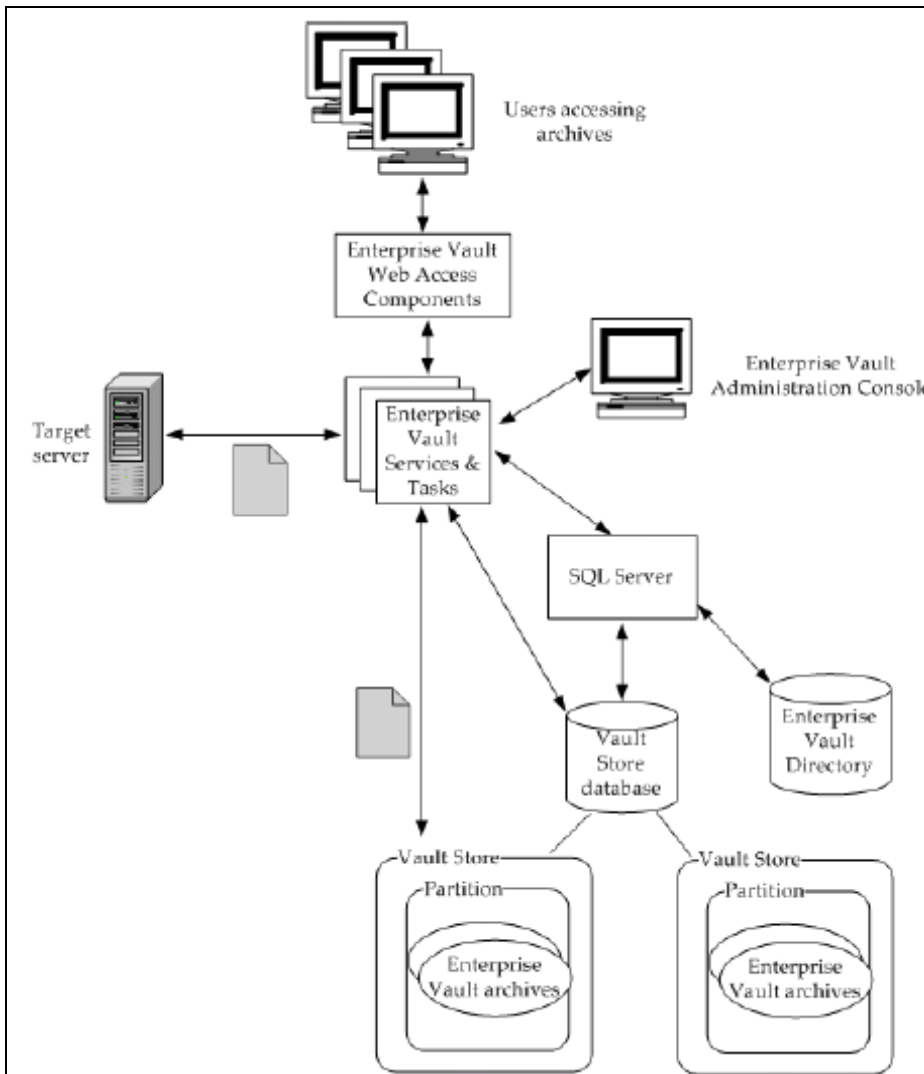 Users accessing
archives
Enterprise Vault
Web Access
Components
Enterprise Vault
Administration Console
Target
server
Enterprise
Vault
Services &
Tasks
SQL Server
Vault
Store
database
Enterprise
Vault
Directory
Vault Store
Partition
Enterprise
Vault archives
Vault Store
Partition
Enterprise
Vault archives